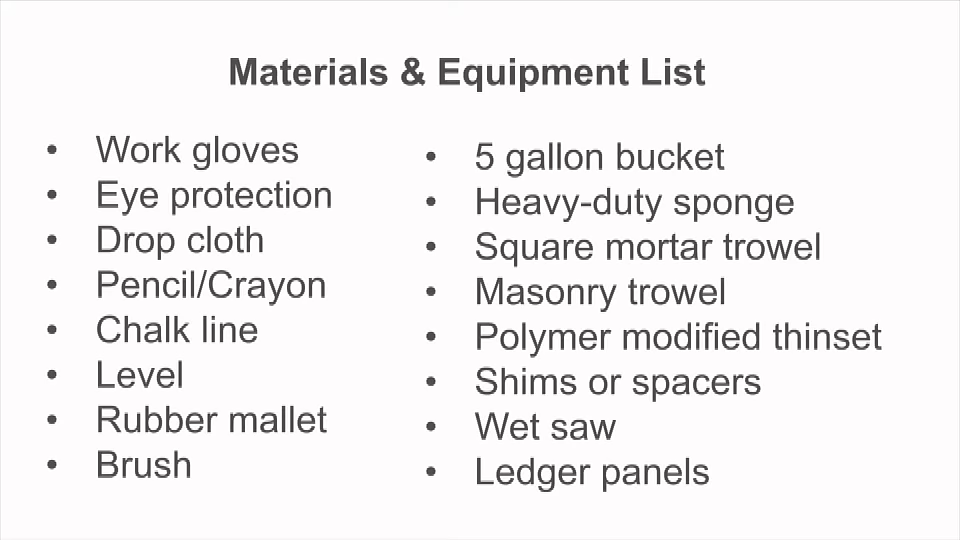 Materials & Equipment List
• Work gloves
• Eye protection
• Drop cloth
• Pencil/Crayon
• Chalk line
• Level
• Rubber mallet
• Brush
• 5 gallon bucket
• Heavy-duty sponge
• Square mortar trowel
• Masonry trowel
• Polymer modified thinset
• Shims or spacers
• Wet saw
• Ledger panels